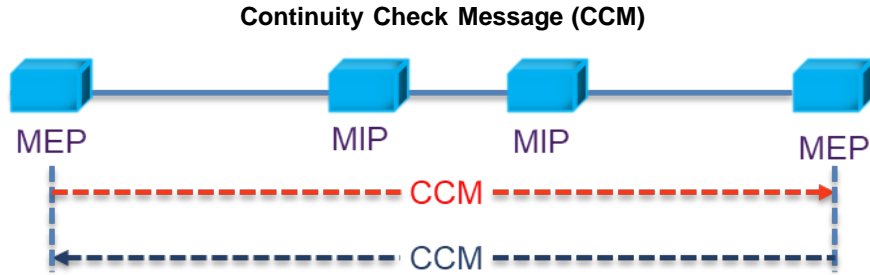 Continuity Check Message (CCM)
MEP
MIP
MIP
MEP
CCM
CCM